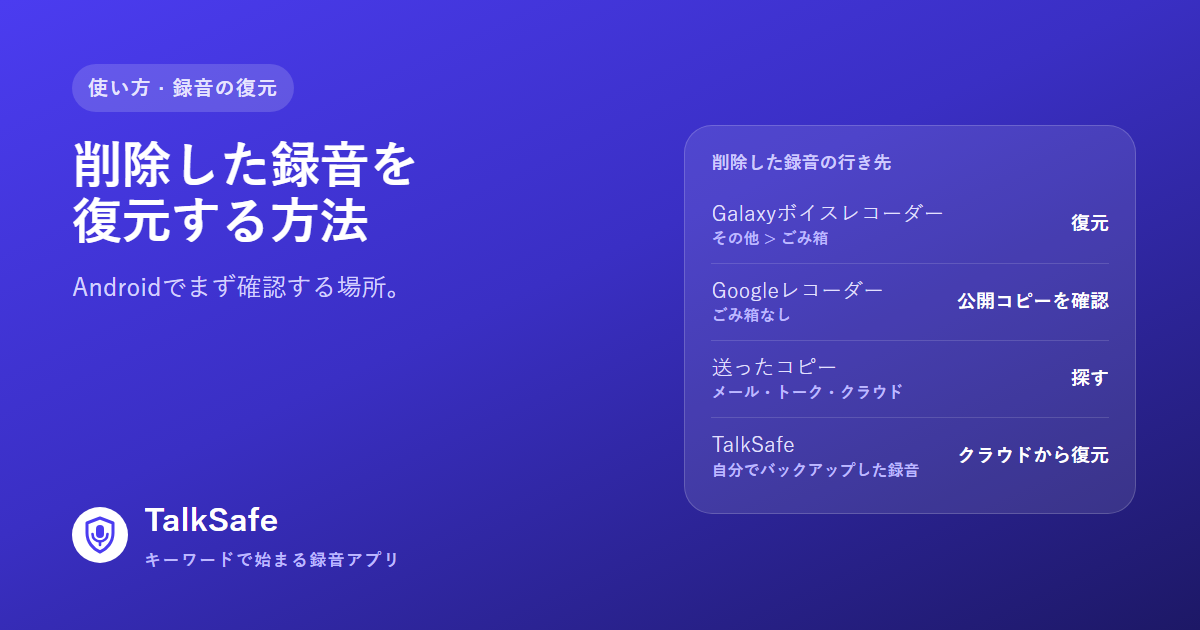 使い方・録音の復元
削除した録音を
復元する方法
Androidでまず確認する場所。
TalkSafe
キーワードで始まる録音アプリ
削除した録音の行き先
Galaxyボイスレコーダー
その他 > ごみ箱
復元
Googleレコーダー
ごみ箱なし
公開コピーを確認
送ったコピー
メール・トーク・クラウド
探す
TalkSafe
自分でバックアップした録音
クラウドから復元